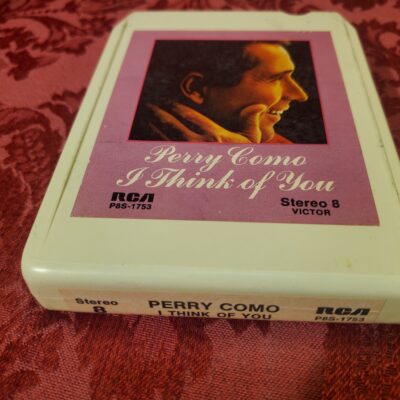 Perry Como
I Think of You
RCA
P8S-1753
Stereo 8
VICTOR
Stereo
8
PERRY COMO
I THINK OF YOU
RCA
P8S-1753